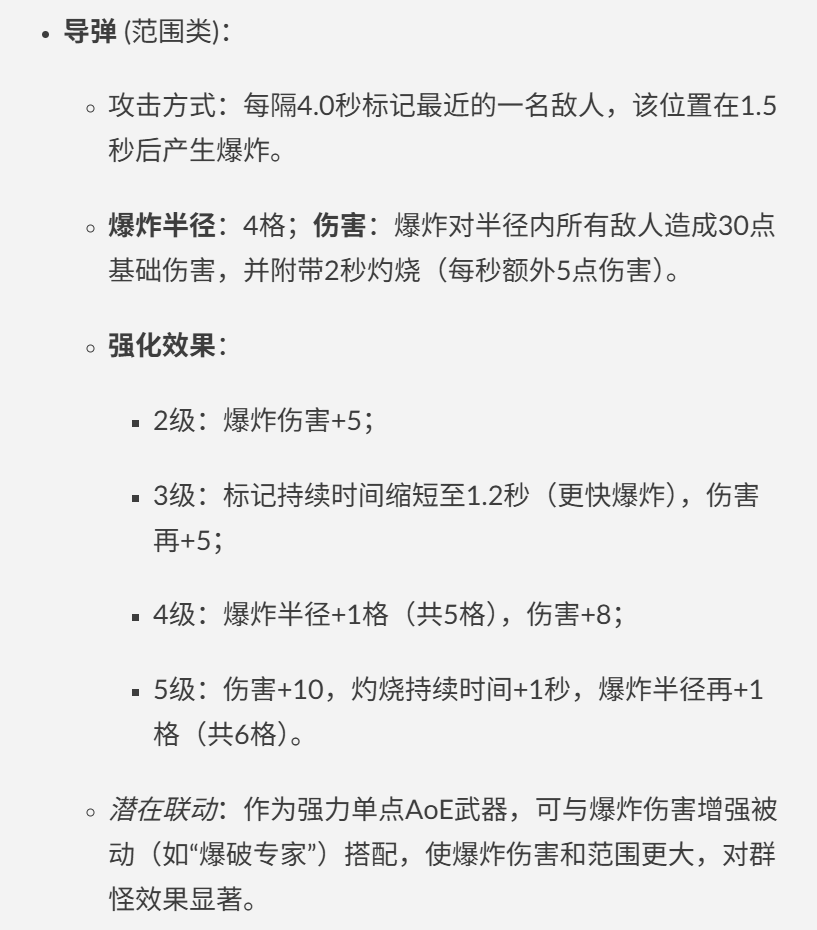 • 导弹 (范围类)：
◦ 攻击方式：每隔4.0秒标记最近的一名敌人，该位置在1.5
秒后产生爆炸。
◦ 爆炸半径：4格；伤害：爆炸对半径内所有敌人造成30点
基础伤害，并附带2秒灼烧（每秒额外5点伤害）。
◦ 强化效果：
▪ 2级：爆炸伤害+5；
▪ 3级：标记持续时间缩短至1.2秒（更快爆炸），伤害
再+5；
▪ 4级：爆炸半径+1格（共5格），伤害+8；
▪ 5级：伤害+10，灼烧持续时间+1秒，爆炸半径再+1
格（共6格）。
◦ 潜在联动：作为强力单点AoE武器，可与爆炸伤害增强被
动（如“爆破专家”）搭配，使爆炸伤害和范围更大，对群
怪效果显著。